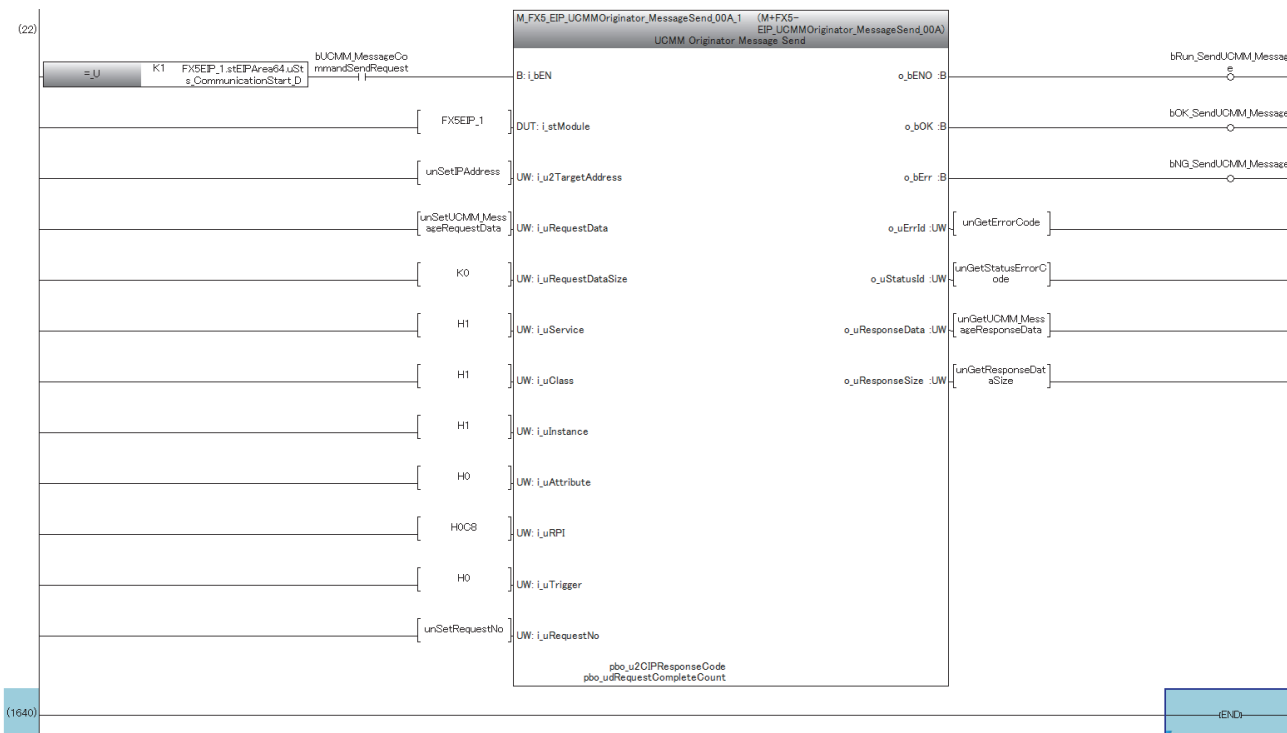 M_FX5_EIP_UCMMOriginator_MessageSend_00A_1 (M+FX5-
EIP_UCMMOriginator_MessageSend_00A)
UCMM Originator Message Send
(22)
=_U K1 FX5EIP_1.stEIPArea64.uSt
s_CommunicationStart_D
bUCMM_MessageCo
mmandSendRequest
B: i_bEN
o_bENO :B
bRun_SendUCMM_Messag
e
FX5EIP_1
DUT: i_stModule
o_bOK :B
bOK_SendUCMM_Message
unSetIPAddress
UW: i_u2TargetAddress
o_bErr :B
bNG_SendUCMM_Message
unSetUCMM_Mess
ageRequestData
UW: i_uRequestData
o_uErrId :UW
unGetErrorCode
K0
UW: i_uRequestDataSize
o_uStatusId :UW
unGetStatusErrorC
ode
H1
UW: i_uService
o_uResponseData :UW
unGetUCMM_Mess
ageResponseData
H1
UW: i_uClass
o_uResponseSize :UW
unGetResponseDat
aSize
H1
UW: i_uInstance
H0
UW: i_uAttribute
H0C8
UW: i_uRPI
H0
UW: i_uTrigger
unSetRequestNo
UW: i_uRequestNo
pbo_u2CIPResponseCode
pbo_udRequestCompleteCount
(1640)
(END)